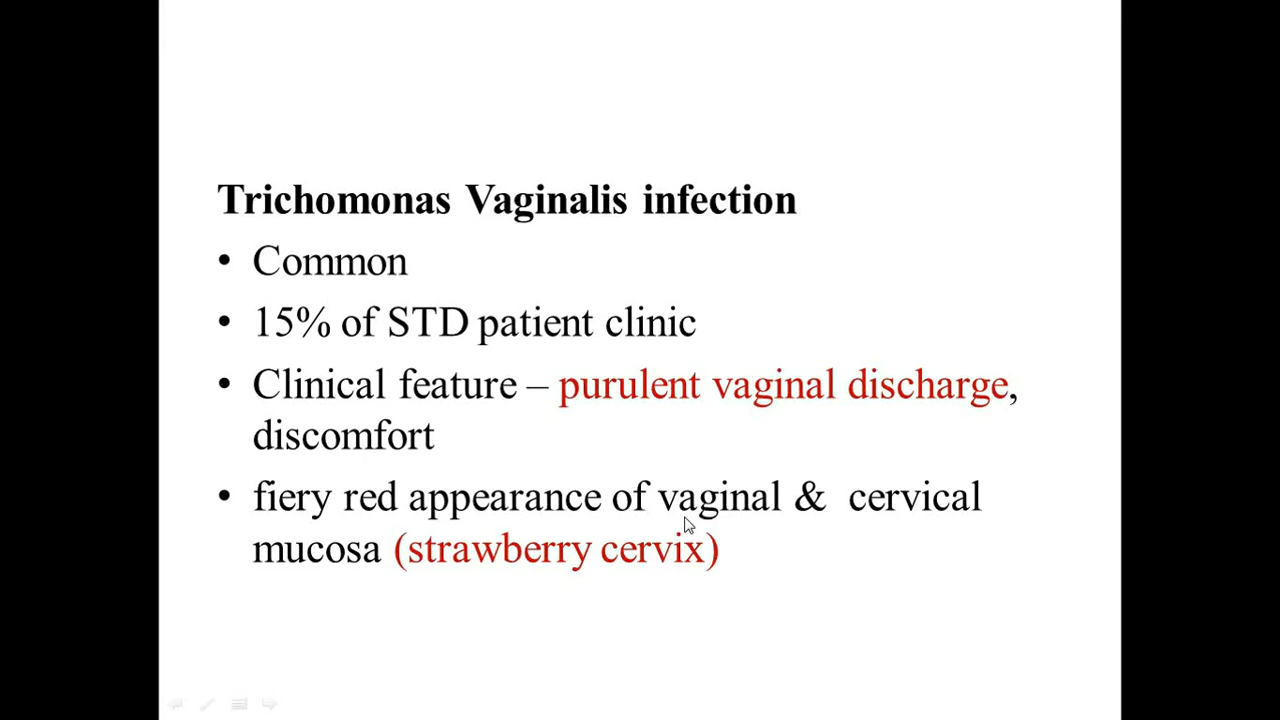 Trichomonas Vaginalis infection
• Common
• 15% of STD patient clinic
• Clinical feature – purulent vaginal discharge,
discomfort
• fiery red appearance of vaginal & cervical
mucosa (strawberry cervix)